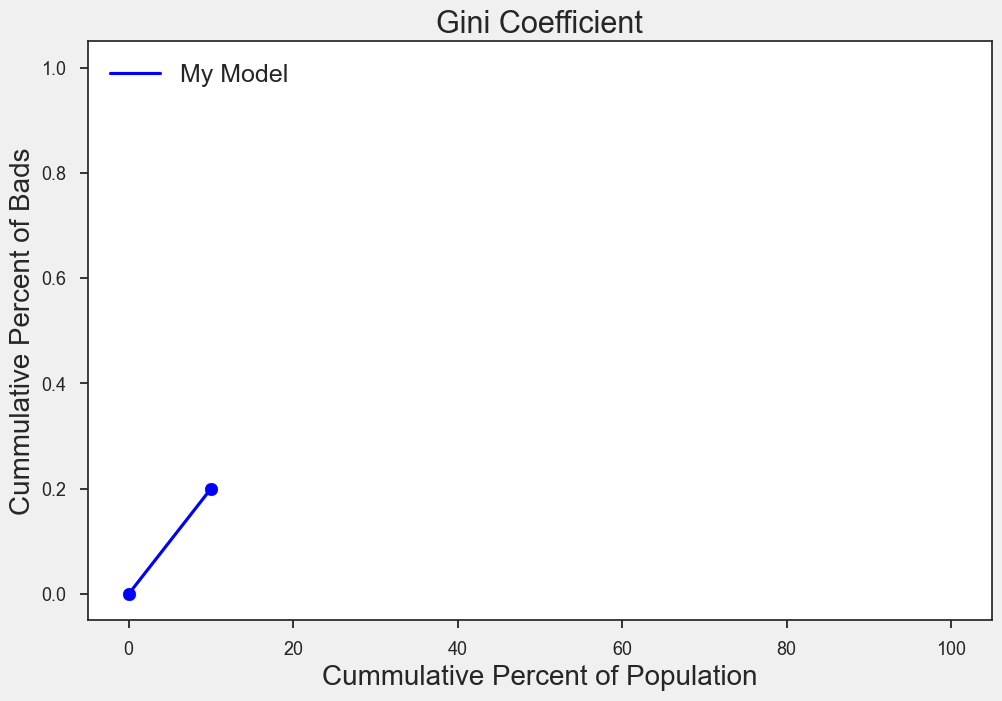 Gini Coefficient
My Model
Cummulative Percent of Bads
1.0
0.8
0.6
0.4
0.2
0.0
0 20 40 60 80 100
Cummulative Percent of Population